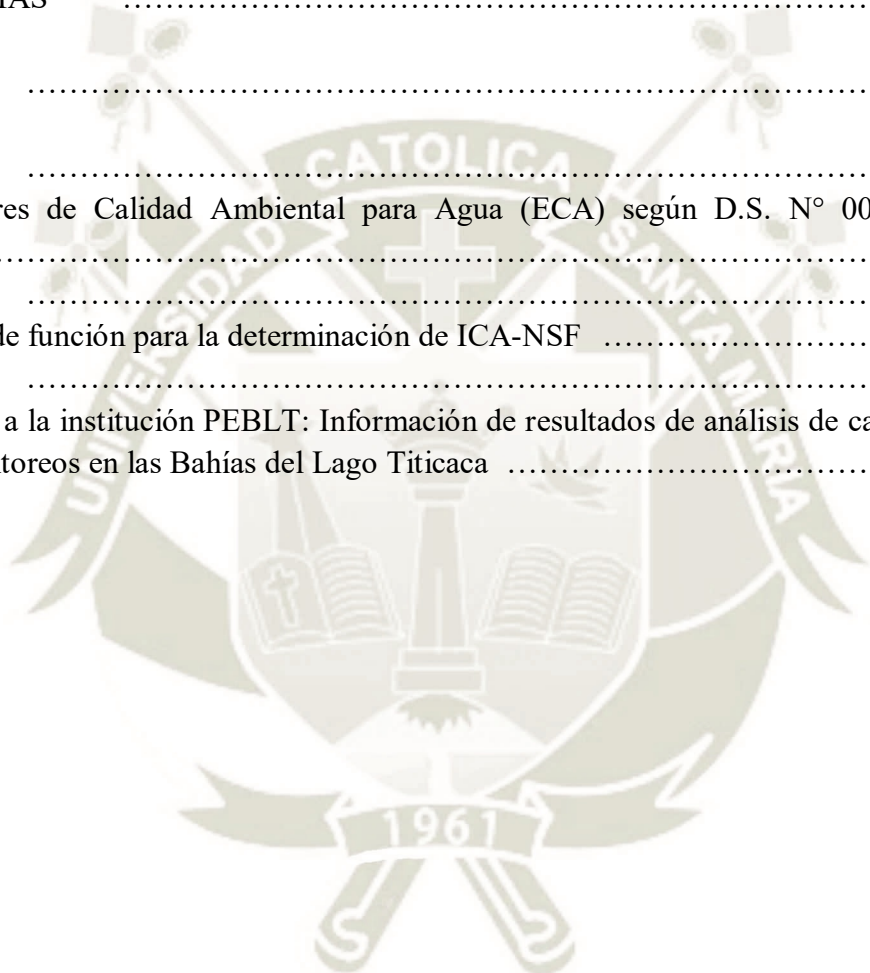 ………………………………………………………………………
………………………………………………………………………
………………………………………………………………………
CATOLICA
res de Calidad Ambiental para Agua (ECA) según D.S. N° 00
………………………………………………………………………
………………………………………………………………………
UNIVERSIDAD
SANTA MARIA
de función para la determinación de ICA-NSF ……………………
………………………………………………………………………
a la institución PEBLT: Información de resultados de análisis de ca
itoreos en las Bahías del Lago Titicaca ……………………………
1961